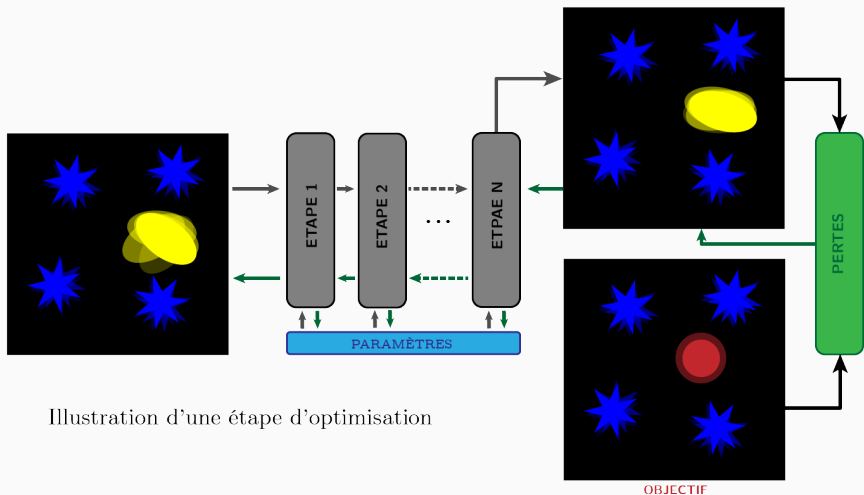 ETAPE 1
ETAPE 2
...
ETPAE N
PERTES
PARAMÈTRES
Illustration d'une étape d'optimisation
OBJECTIF